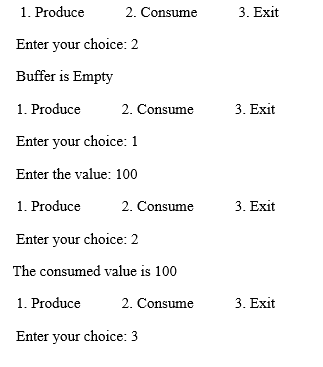 1. Produce 2. Consume 3. Exit
Enter your choice: 2
Buffer is Empty
1. Produce 2. Consume 3. Exit
Enter your choice: 1
Enter the value: 100
1. Produce 2. Consume 3. Exit
Enter your choice: 2
The consumed value is 100
1. Produce 2. Consume 3. Exit
Enter your choice: 3